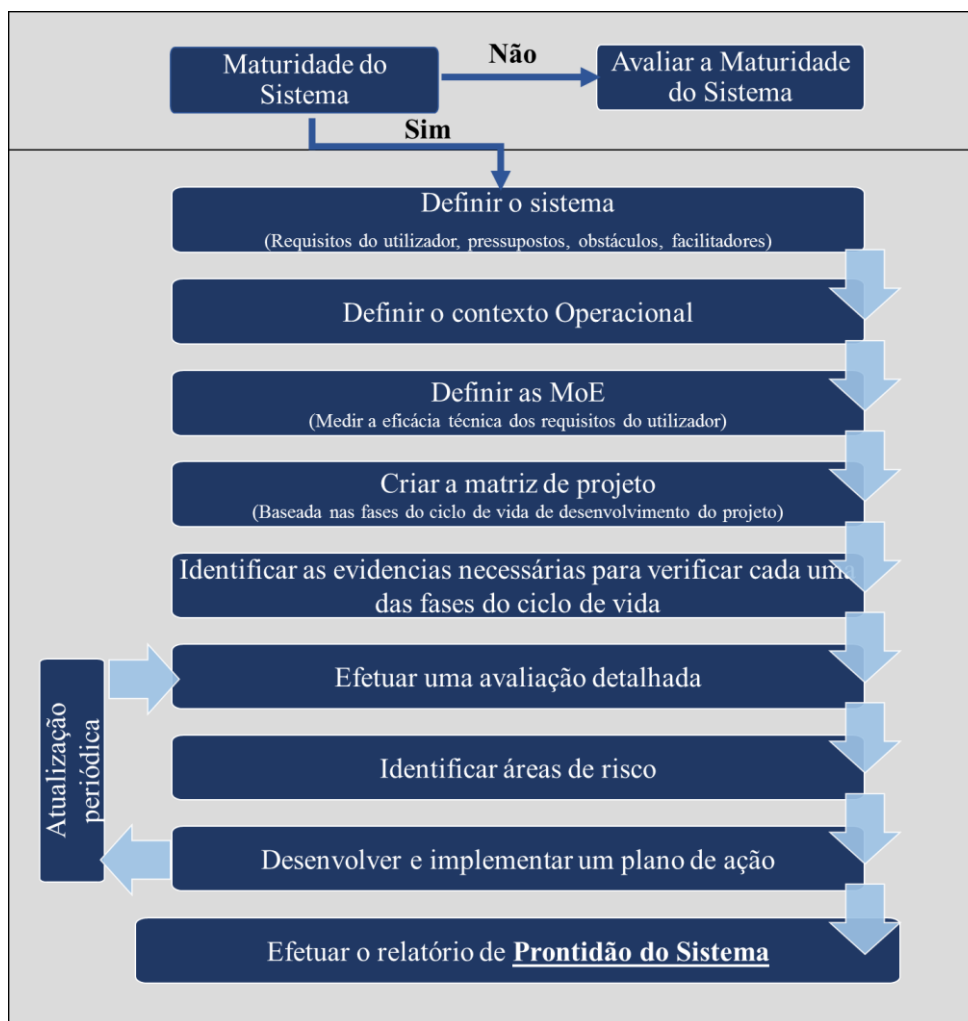 Maturidade do
Sistema
Não
Avaliar a Maturidade
do Sistema
Sim
Definir o sistema
(Requisitos do utilizador, pressupostos, obstáculos, facilitadores)
Definir o contexto Operacional
Definir as MoE
(Medir a eficácia técnica dos requisitos do utilizador)
Criar a matriz de projeto
(Baseada nas fases do ciclo de vida de desenvolvimento do projeto)
Identificar as evidencias necessárias para verificar cada uma
das fases do ciclo de vida
Efetuar uma avaliação detalhada
Atualização
periódica
Identificar áreas de risco
Desenvolver e implementar um plano de ação
Efetuar o relatório de Prontidão do Sistema